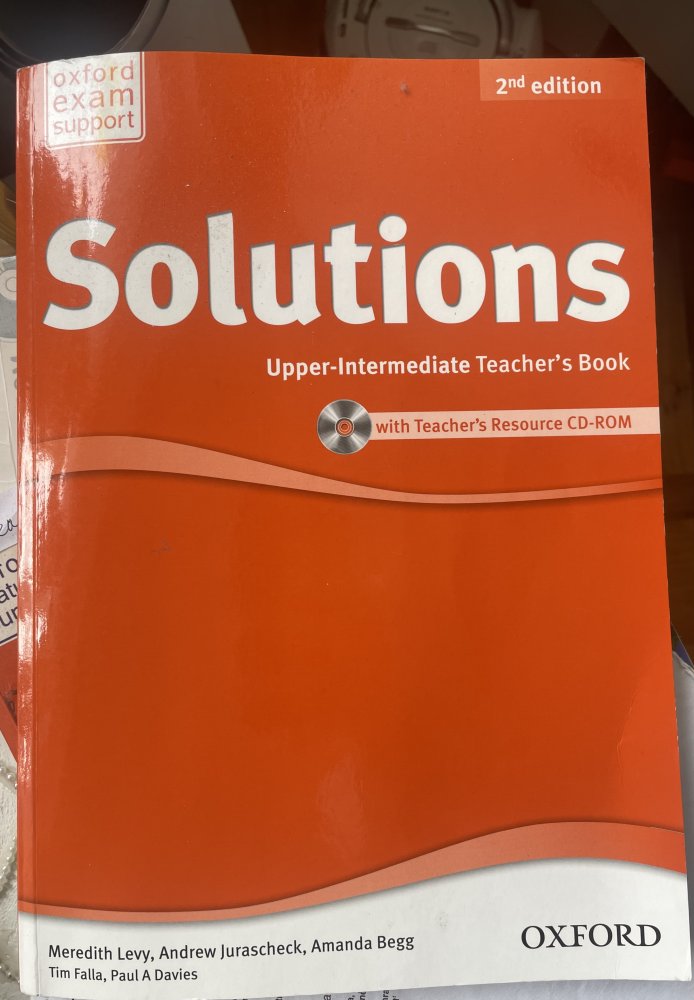 oxford
exam
support
2nd edition
Solutions
Upper-Intermediate Teacher's Book
with Teacher's Resource CD-ROM
Meredith Levy, Andrew Jurascheck, Amanda Begg
Tim Falla, Paul A Davies
OXFORD